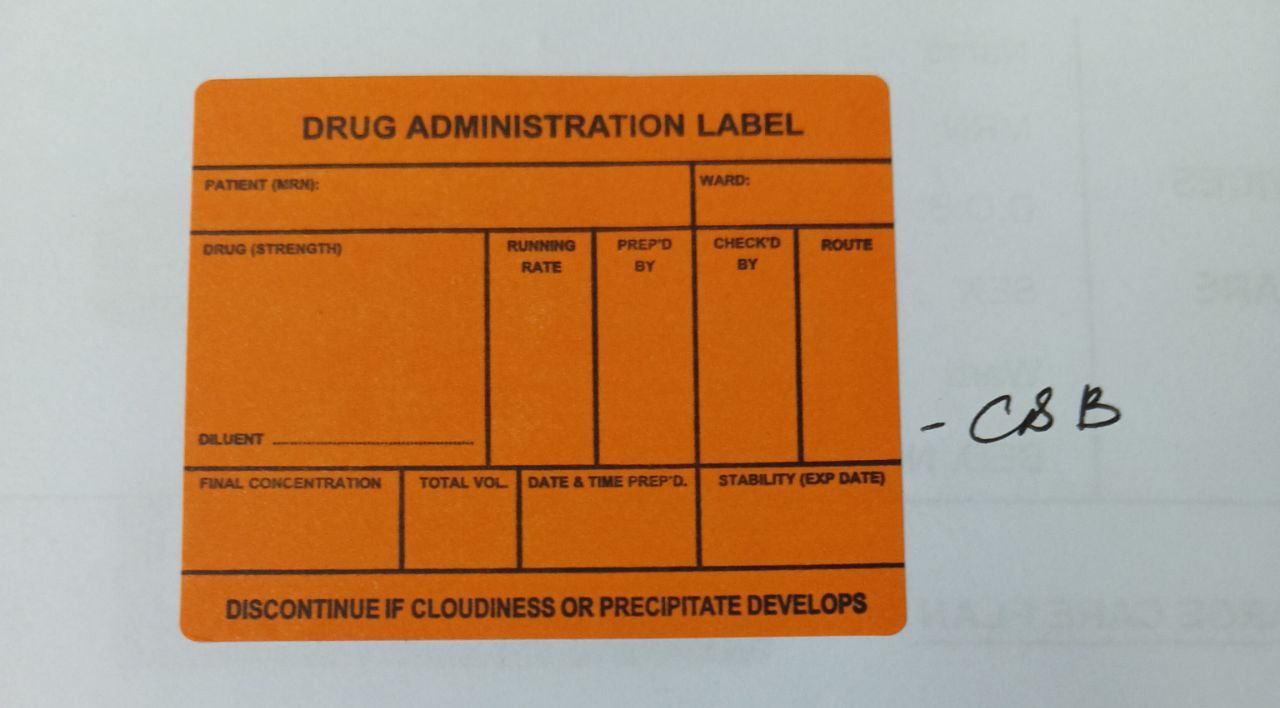 DRUG ADMINISTRATION LABEL
PATIENT (MRN): WARD:
DRUG (STRENGTH) RUNNING RATE PREP'D BY CHECK'D BY ROUTE
DILUENT
- CSB
FINAL CONCENTRATION TOTAL VOL. DATE & TIME PREP'D. STABILITY (EXP DATE)
DISCONTINUE IF CLOUDINESS OR PRECIPITATE DEVELOPS